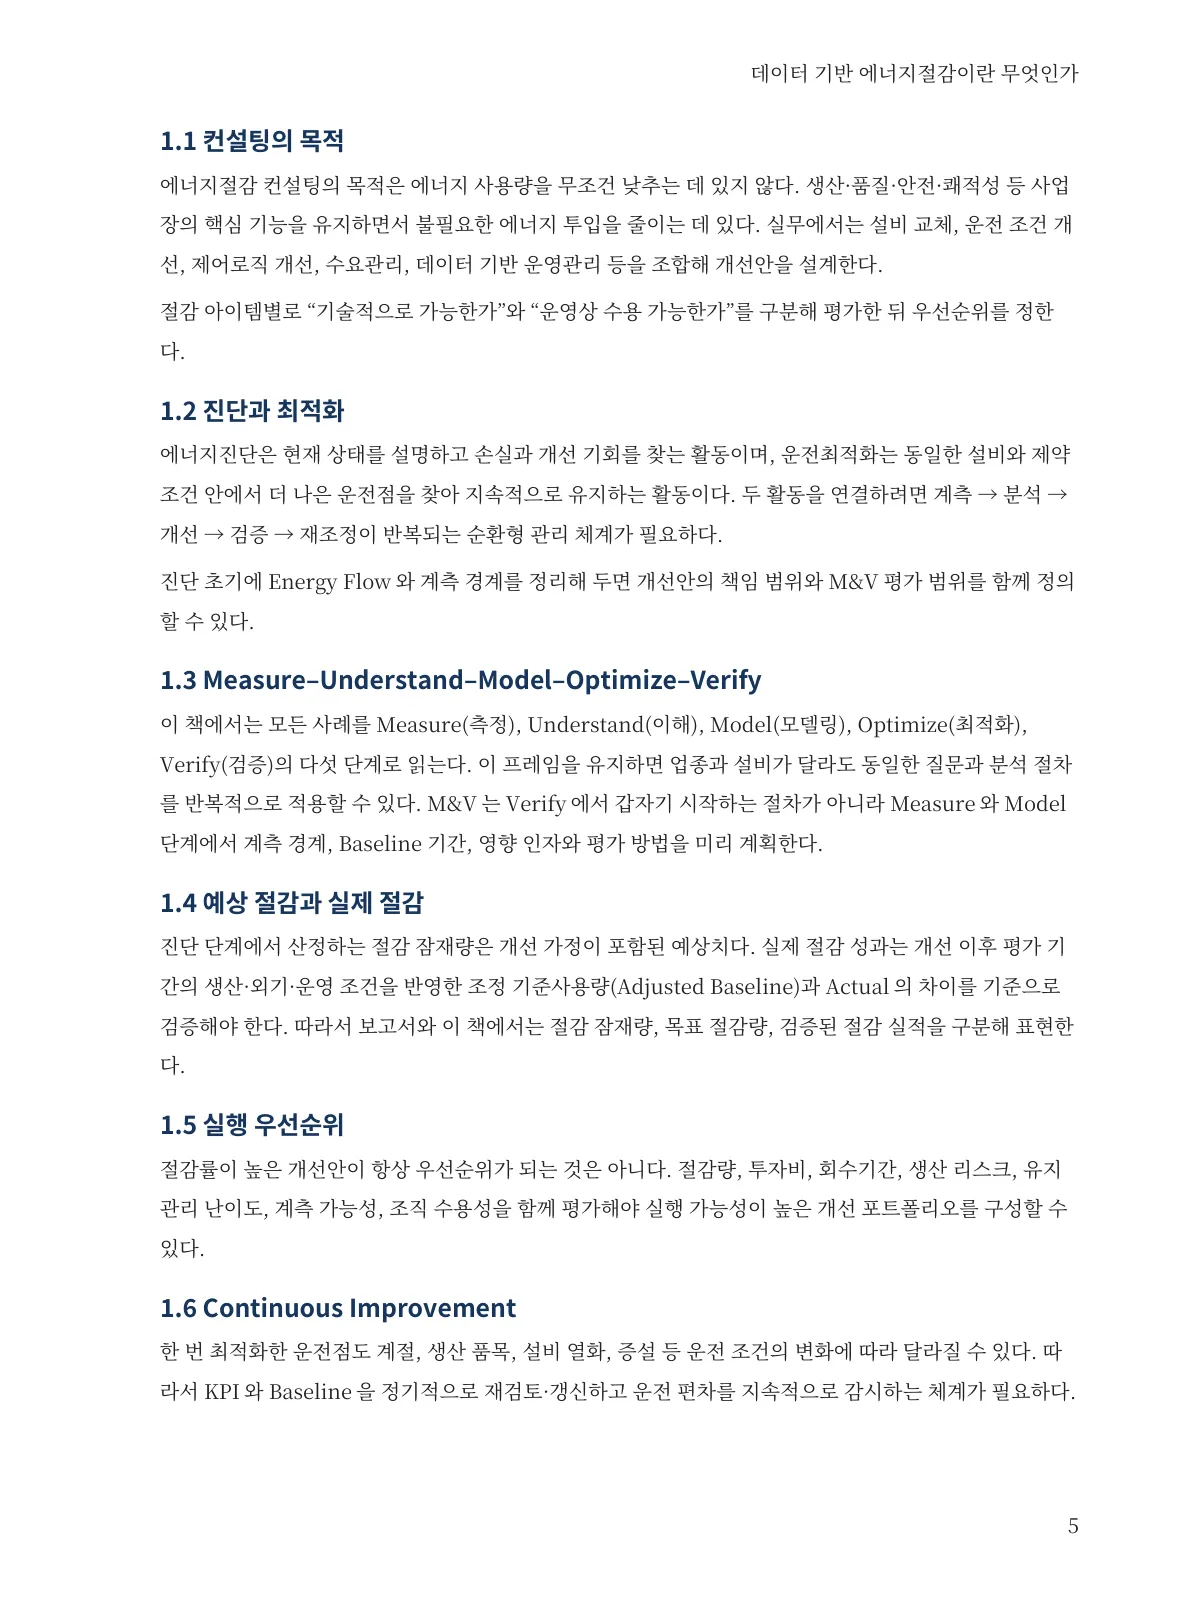 데이터 기반 에너지절감이란 무엇인가
1.1 컨설팅의 목적
에너지절감 컨설팅의 목적은 에너지 사용량을 무조건 낮추는 데 있지 않다. 생산·품질·안전·쾌적성 등 사업
장의 핵심 기능을 유지하면서 불필요한 에너지 투입을 줄이는 데 있다. 실무에서는 설비 교체, 운전 조건 개
선, 제어로직 개선, 수요관리, 데이터 기반 운영관리 등을 조합해 개선안을 설계한다.
절감 아이템별로 “기술적으로 가능한가”와 “운영상 수용 가능한가”를 구분해 평가한 뒤 우선순위를 정한
다.
1.2 진단과 최적화
에너지진단은 현재 상태를 설명하고 손실과 개선 기회를 찾는 활동이며, 운전최적화는 동일한 설비와 제약
조건 안에서 더 나은 운전점을 찾아 지속적으로 유지하는 활동이다. 두 활동을 연결하려면 계측 → 분석 →
개선 → 검증 → 재조정이 반복되는 순환형 관리 체계가 필요하다.
진단 초기에 Energy Flow 와 계측 경계를 정리해 두면 개선안의 책임 범위와 M&V 평가 범위를 함께 정의
할 수 있다.
1.3 Measure–Understand–Model–Optimize–Verify
이 책에서는 모든 사례를 Measure(측정), Understand(이해), Model(모델링), Optimize(최적화),
Verify(검증)의 다섯 단계로 읽는다. 이 프레임을 유지하면 업종과 설비가 달라도 동일한 질문과 분석 절차
를 반복적으로 적용할 수 있다. M&V 는 Verify 에서 갑자기 시작하는 절차가 아니라 Measure 와 Model
단계에서 계측 경계, Baseline 기간, 영향 인자와 평가 방법을 미리 계획한다.
1.4 예상 절감과 실제 절감
진단 단계에서 산정하는 절감 잠재량은 개선 가정이 포함된 예상치다. 실제 절감 성과는 개선 이후 평가 기
간의 생산·외기·운영 조건을 반영한 조정 기준사용량(Adjusted Baseline)과 Actual 의 차이를 기준으로
검증해야 한다. 따라서 보고서와 이 책에서는 절감 잠재량, 목표 절감량, 검증된 절감 실적을 구분해 표현한
다.
1.5 실행 우선순위
절감률이 높은 개선안이 항상 우선순위가 되는 것은 아니다. 절감량, 투자비, 회수기간, 생산 리스크, 유지
관리 난이도, 계측 가능성, 조직 수용성을 함께 평가해야 실행 가능성이 높은 개선 포트폴리오를 구성할 수
있다.
1.6 Continuous Improvement
한 번 최적화한 운전점도 계절, 생산 품목, 설비 열화, 증설 등 운전 조건의 변화에 따라 달라질 수 있다. 따
라서 KPI 와 Baseline 을 정기적으로 재검토·갱신하고 운전 편차를 지속적으로 감시하는 체계가 필요하다.
5